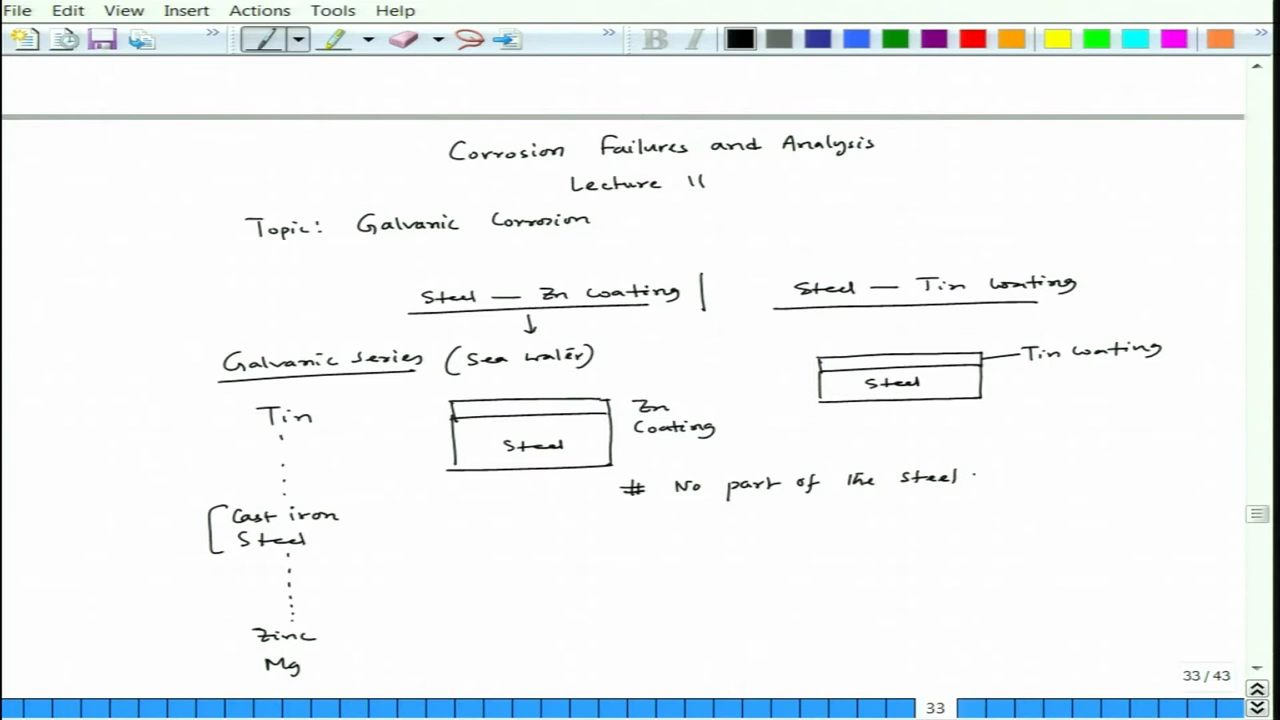 File Edit View Insert Actions Tools Help
Corrosion Failures and Analysis
Lecture 11
Topic: Galvanic Corrosion
Steel — Zn Coating
Steel — Tin Coating
Galvanic Series (Sea Water)
Tin
Cast iron
Steel
Zinc
Mg
Zn
Coating
Steel
Tin Coating
Steel
# No part of the steel
33 / 43
33